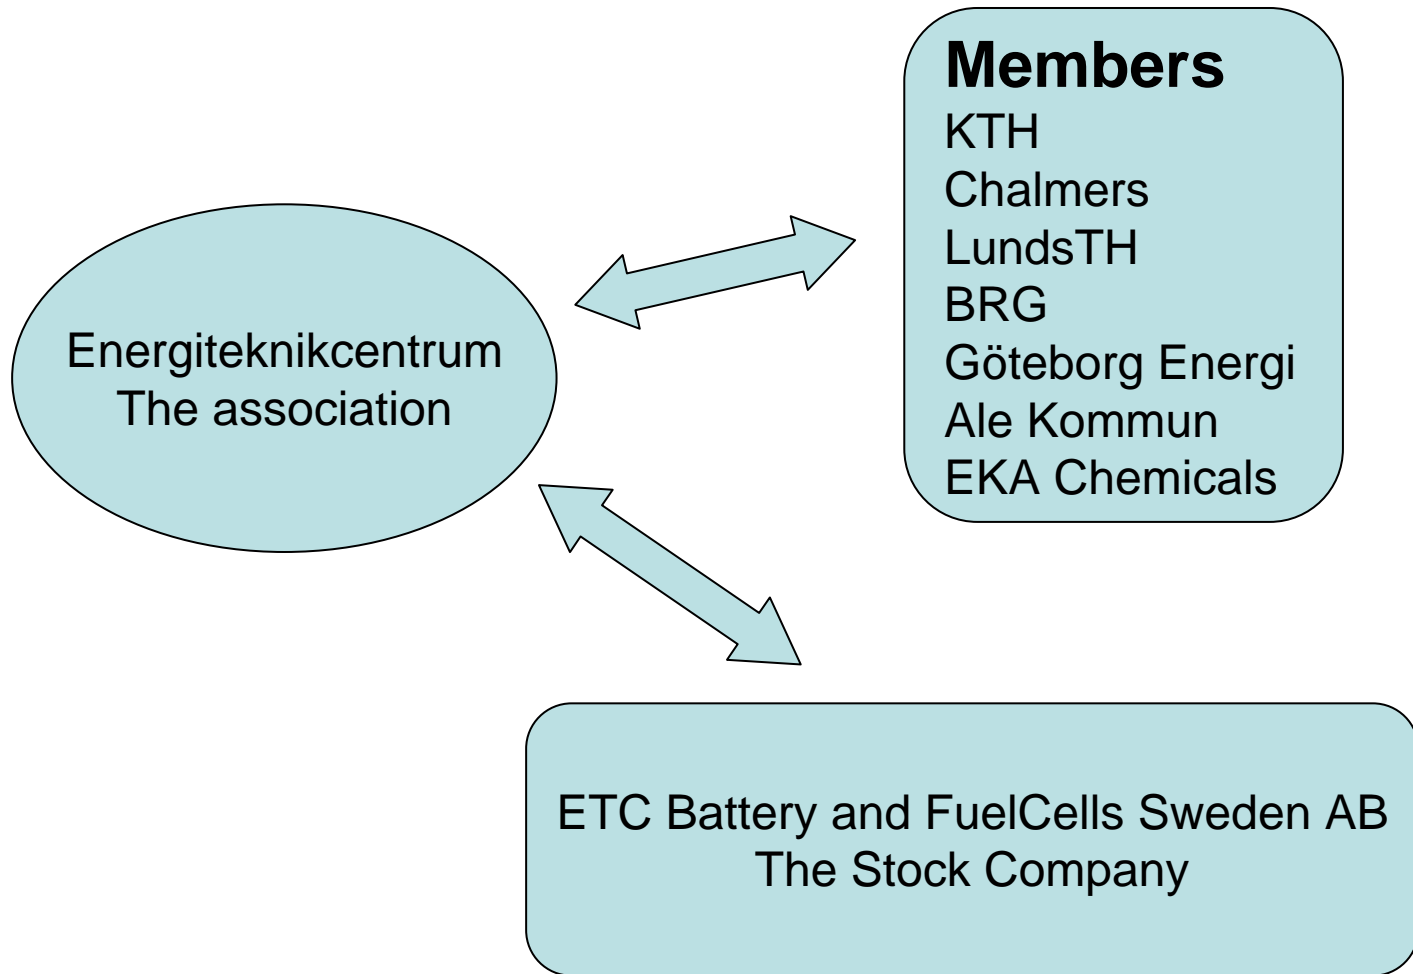 Members
KTH
Chalmers
LundsTH
BRG
Göteborg Energi
Ale Kommun
EKA Chemicals
Energiteknikcentrum
The association
ETC Battery and FuelCells Sweden AB
The Stock Company